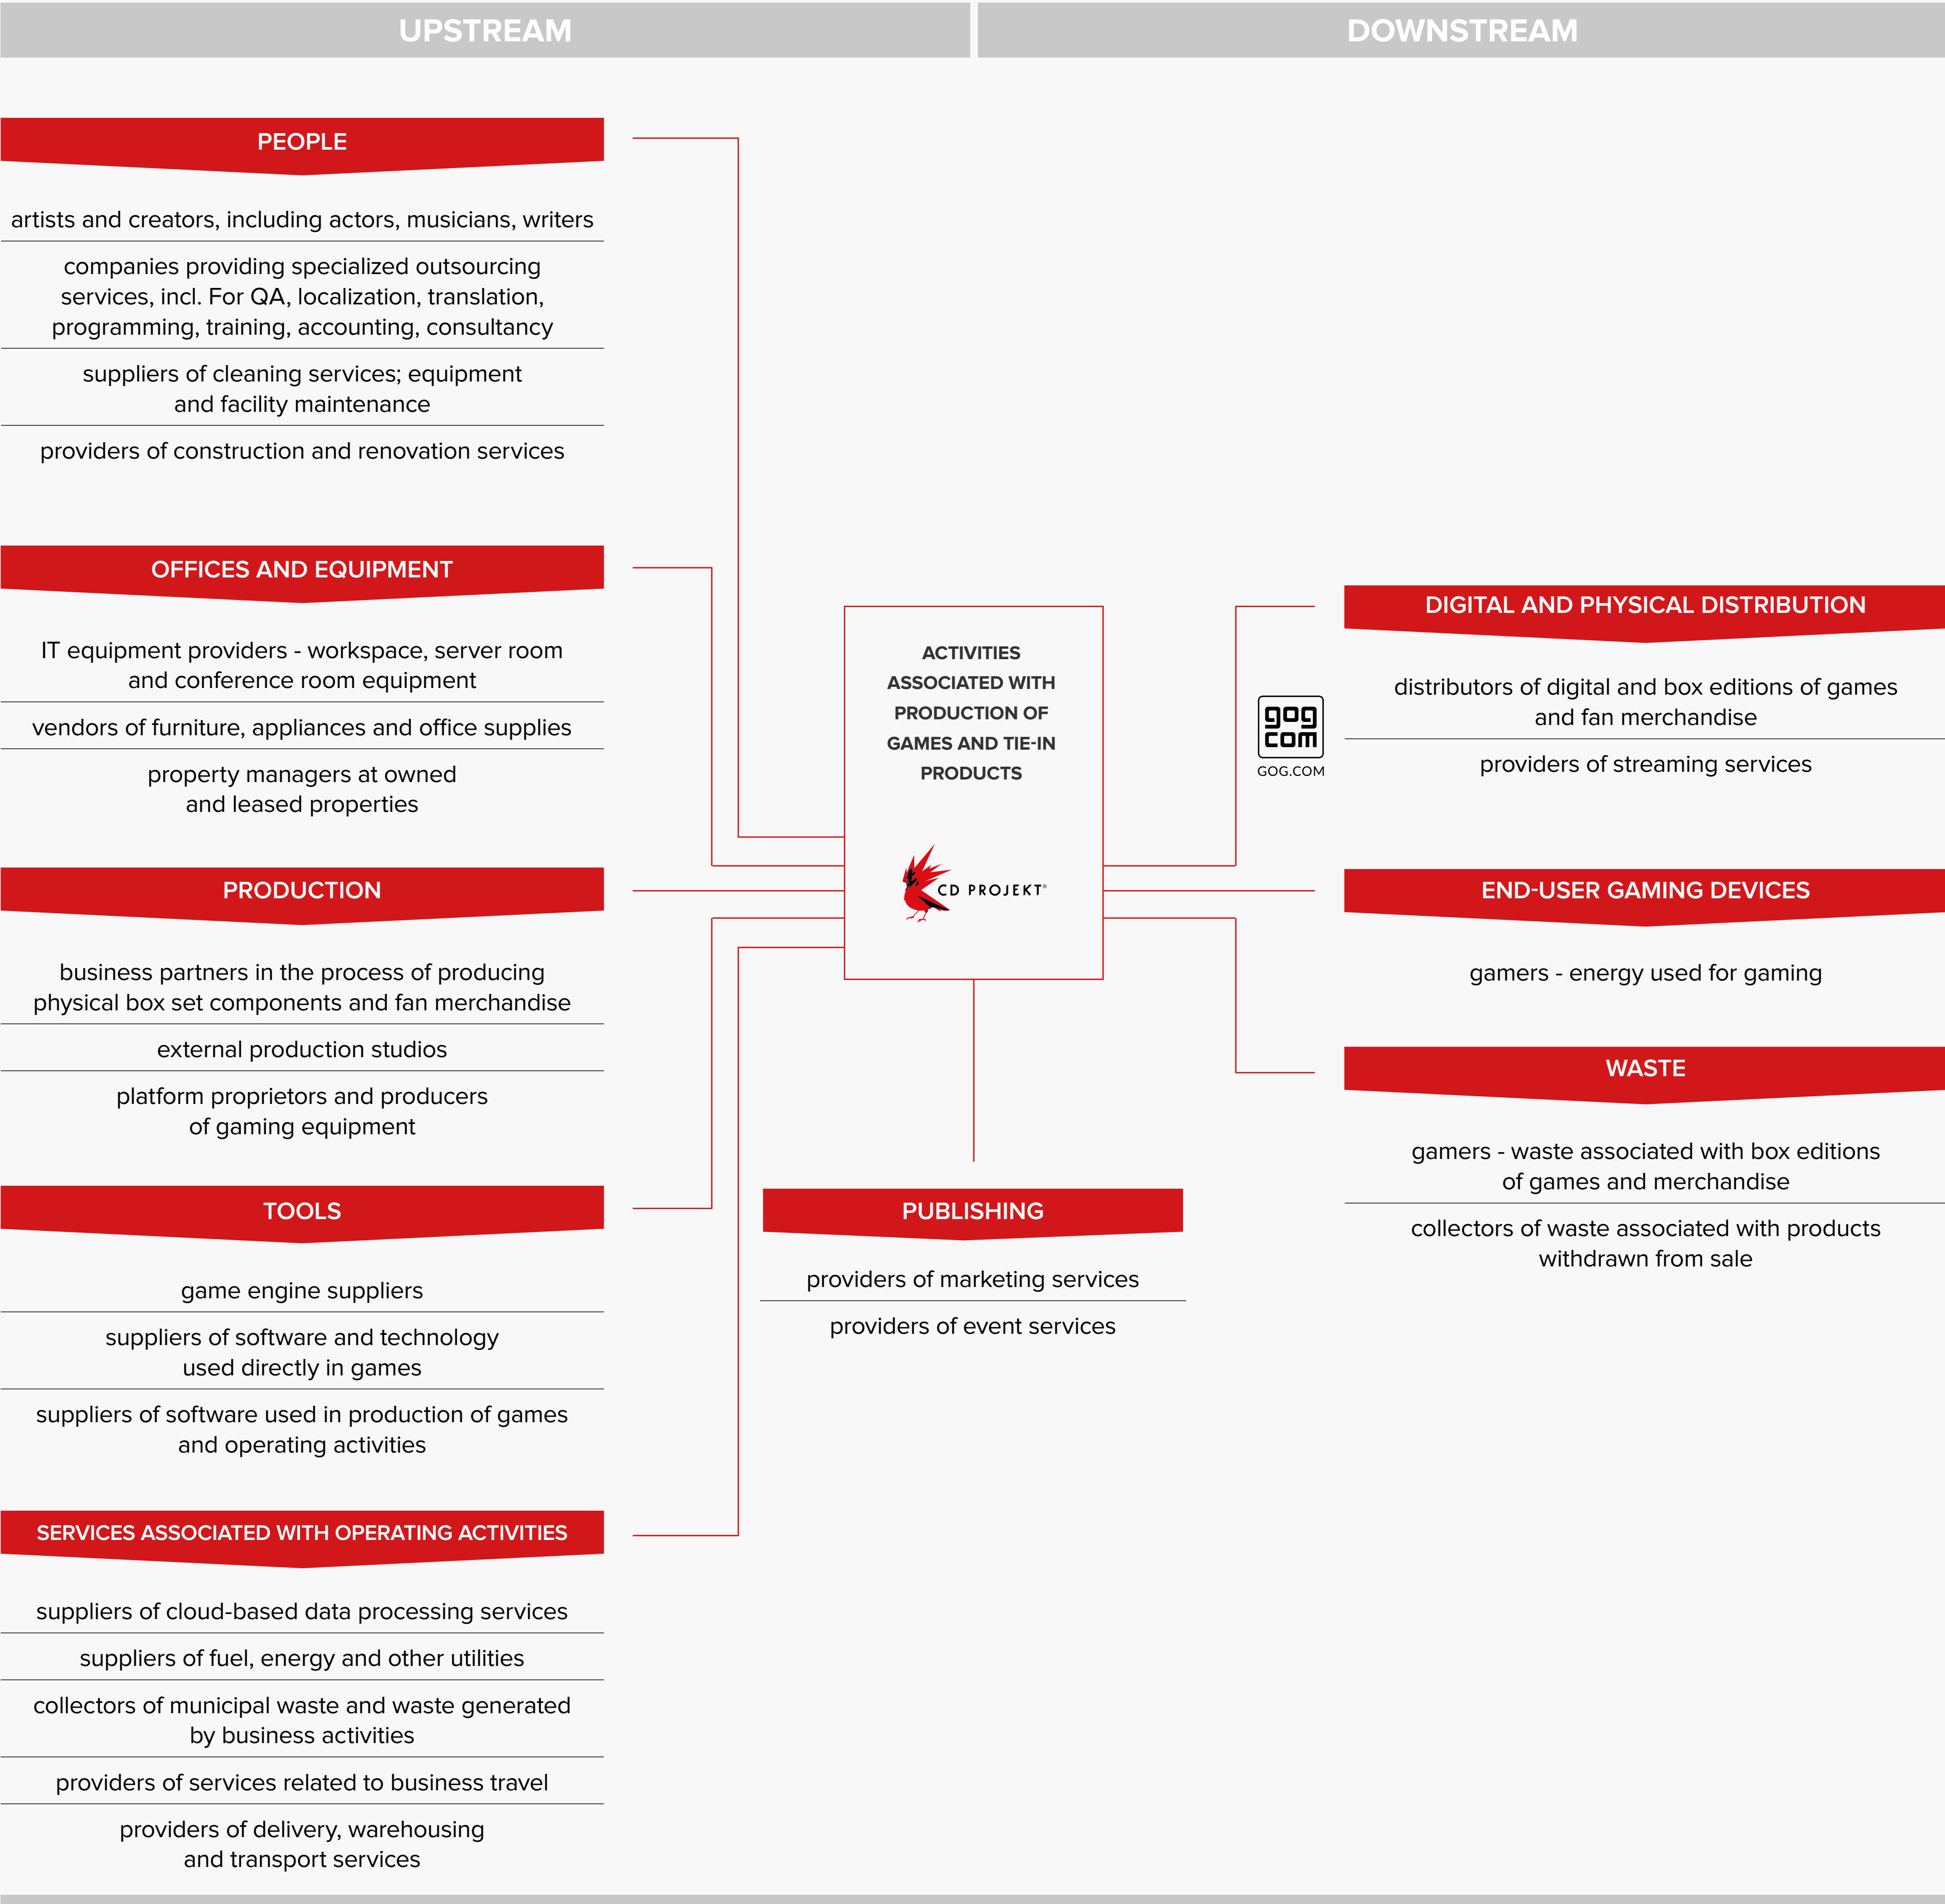 UPSTREAM
DOWNSTREAM
PEOPLE
artists and creators, including actors, musicians, writers
companies providing specialized outsourcing
services, incl. For QA, localization, translation,
programming, training, accounting, consultancy
suppliers of cleaning services; equipment
and facility maintenance
providers of construction and renovation services
OFFICES AND EQUIPMENT
IT equipment providers - workspace, server room
and conference room equipment
vendors of furniture, appliances and office supplies
property managers at owned
and leased properties
PRODUCTION
business partners in the process of producing
physical box set components and fan merchandise
external production studios
platform proprietors and producers
of gaming equipment
TOOLS
game engine suppliers
suppliers of software and technology
used directly in games
suppliers of software used in production of games
and operating activities
SERVICES ASSOCIATED WITH OPERATING ACTIVITIES
suppliers of cloud-based data processing services
suppliers of fuel, energy and other utilities
collectors of municipal waste and waste generated
by business activities
providers of services related to business travel
providers of delivery, warehousing
and transport services
ACTIVITIES
ASSOCIATED WITH
PRODUCTION OF
GAMES AND TIE-IN
PRODUCTS
CD PROJEKT®
PUBLISHING
providers of marketing services
providers of event services
gog
com
GOG.COM
DIGITAL AND PHYSICAL DISTRIBUTION
distributors of digital and box editions of games
and fan merchandise
providers of streaming services
END-USER GAMING DEVICES
gamers - energy used for gaming
WASTE
gamers - waste associated with box editions
of games and merchandise
collectors of waste associated with products
withdrawn from sale